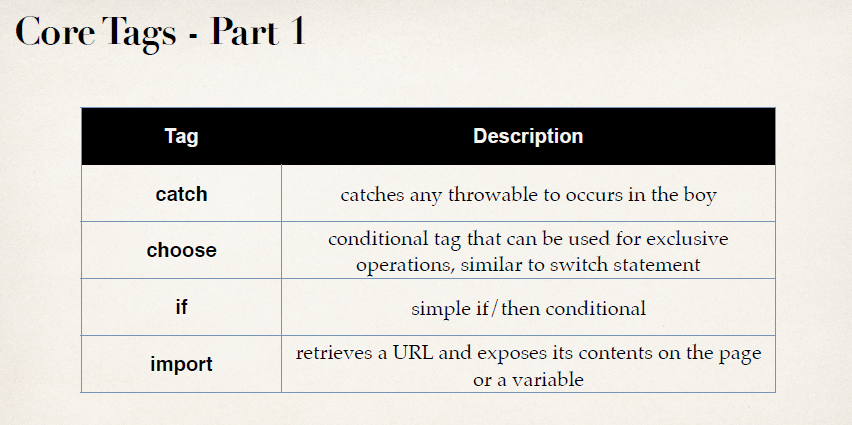 Core Tags - Part 1
Tag Description
catch catches any throwable to occurs in the boy
choose conditional tag that can be used for exclusive
operations, similar to switch statement
if simple if/then conditional
import retrieves a URL and exposes its contents on the page
or a variable